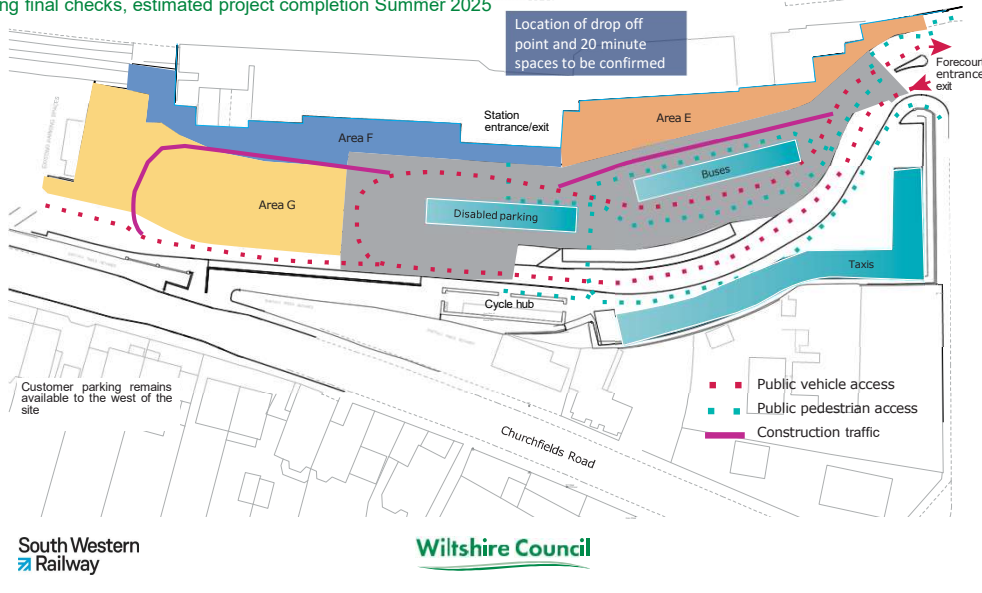 ng final checks, estimated project completion Summer 2025
Location of drop off
point and 20 minute
spaces to be confirmed
Forecourt
entrance
exit
Station
entrance/exit
Area E
Area F
Buses
Area G
Disabled parking
Taxis
Cycle hub
Customer parking remains
available to the west of the
site
Public vehicle access
Public pedestrian access
Construction traffic
Churchfields Road
South Western
Railway
Wiltshire Council